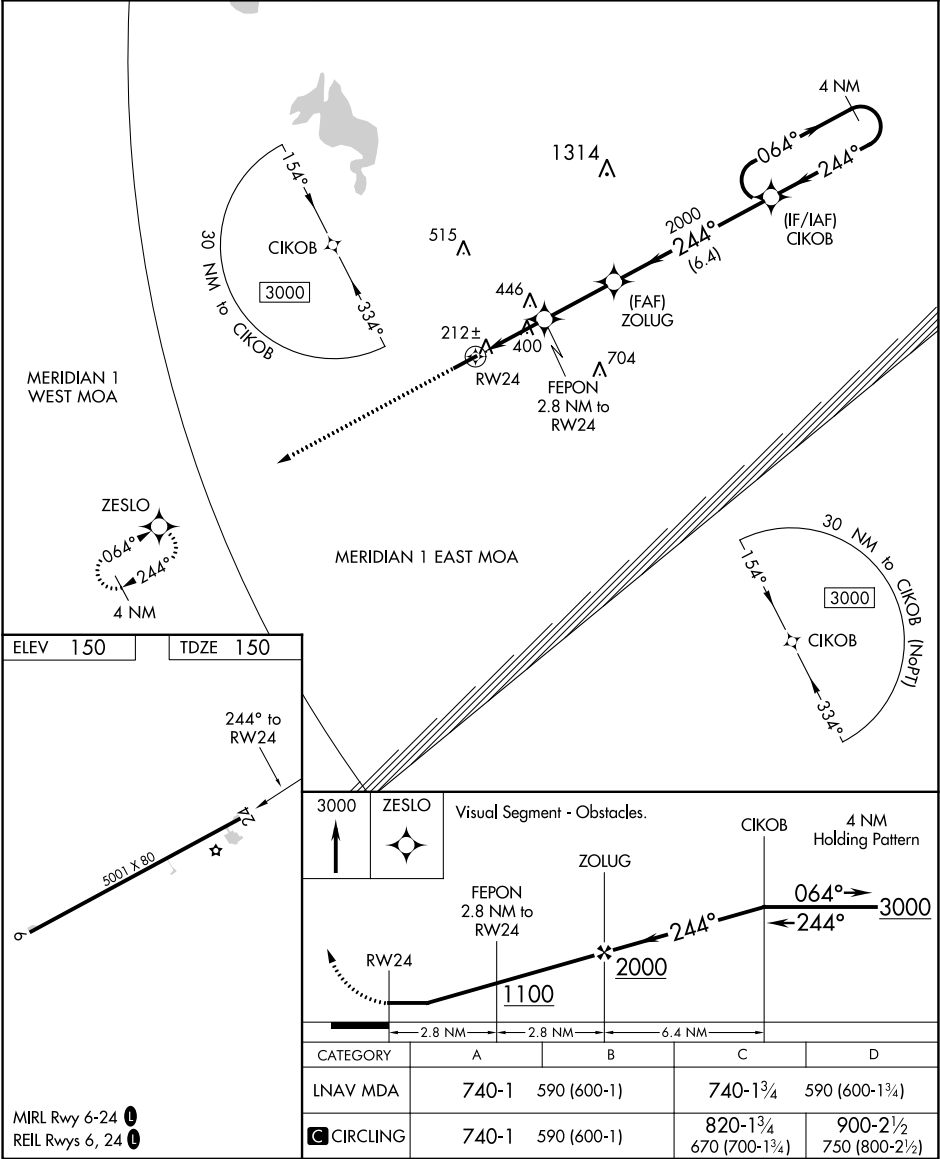 4 NM
064°
244°
1314
(IF/IAF)
CIKOB
2000
244°
(6.4)
154°
CIKOB
3000
334°
30 NM to CIKOB
515
446
(FAF)
ZOLUG
212±
400
704
RW24
FEPON
2.8 NM to
RW24
MERIDIAN 1
WEST MOA
ZESLO
064°
244°
4 NM
MERIDIAN 1 EAST MOA
30 NM to CIKOB (NoPT)
154°
3000
CIKOB
334°
ELEV 150
TDZE 150
244° to
RW24
24
5001 X 80
6
MIRL Rwy 6-24 L
REIL Rwys 6, 24 L
3000
ZESLO
Visual Segment - Obstacles.
CIKOB
4 NM
Holding Pattern
ZOLUG
FEPON
2.8 NM to
RW24
064°
3000
244°
244°
RW24
2000
1100
2.8 NM
2.8 NM
6.4 NM
CATEGORY A B C D
LNAV MDA 740-1 590 (600-1) 740-1¾ 590 (600-1¾)
C CIRCLING 740-1 590 (600-1) 820-1¾ 670 (700-1¾) 900-2½ 750 (800-2½)